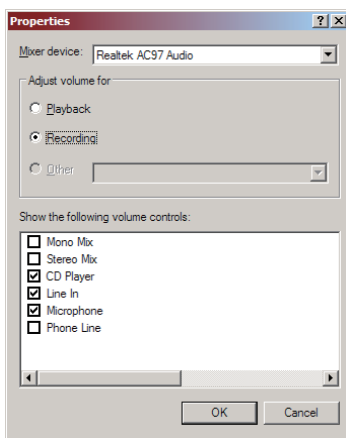 Properties
Mixer device: Realtek AC97 Audio
Adjust volume for
Playback
Recording
Other
Show the following volume controls:
Mono Mix
Stereo Mix
CD Player
Line In
Microphone
Phone Line
OK Cancel